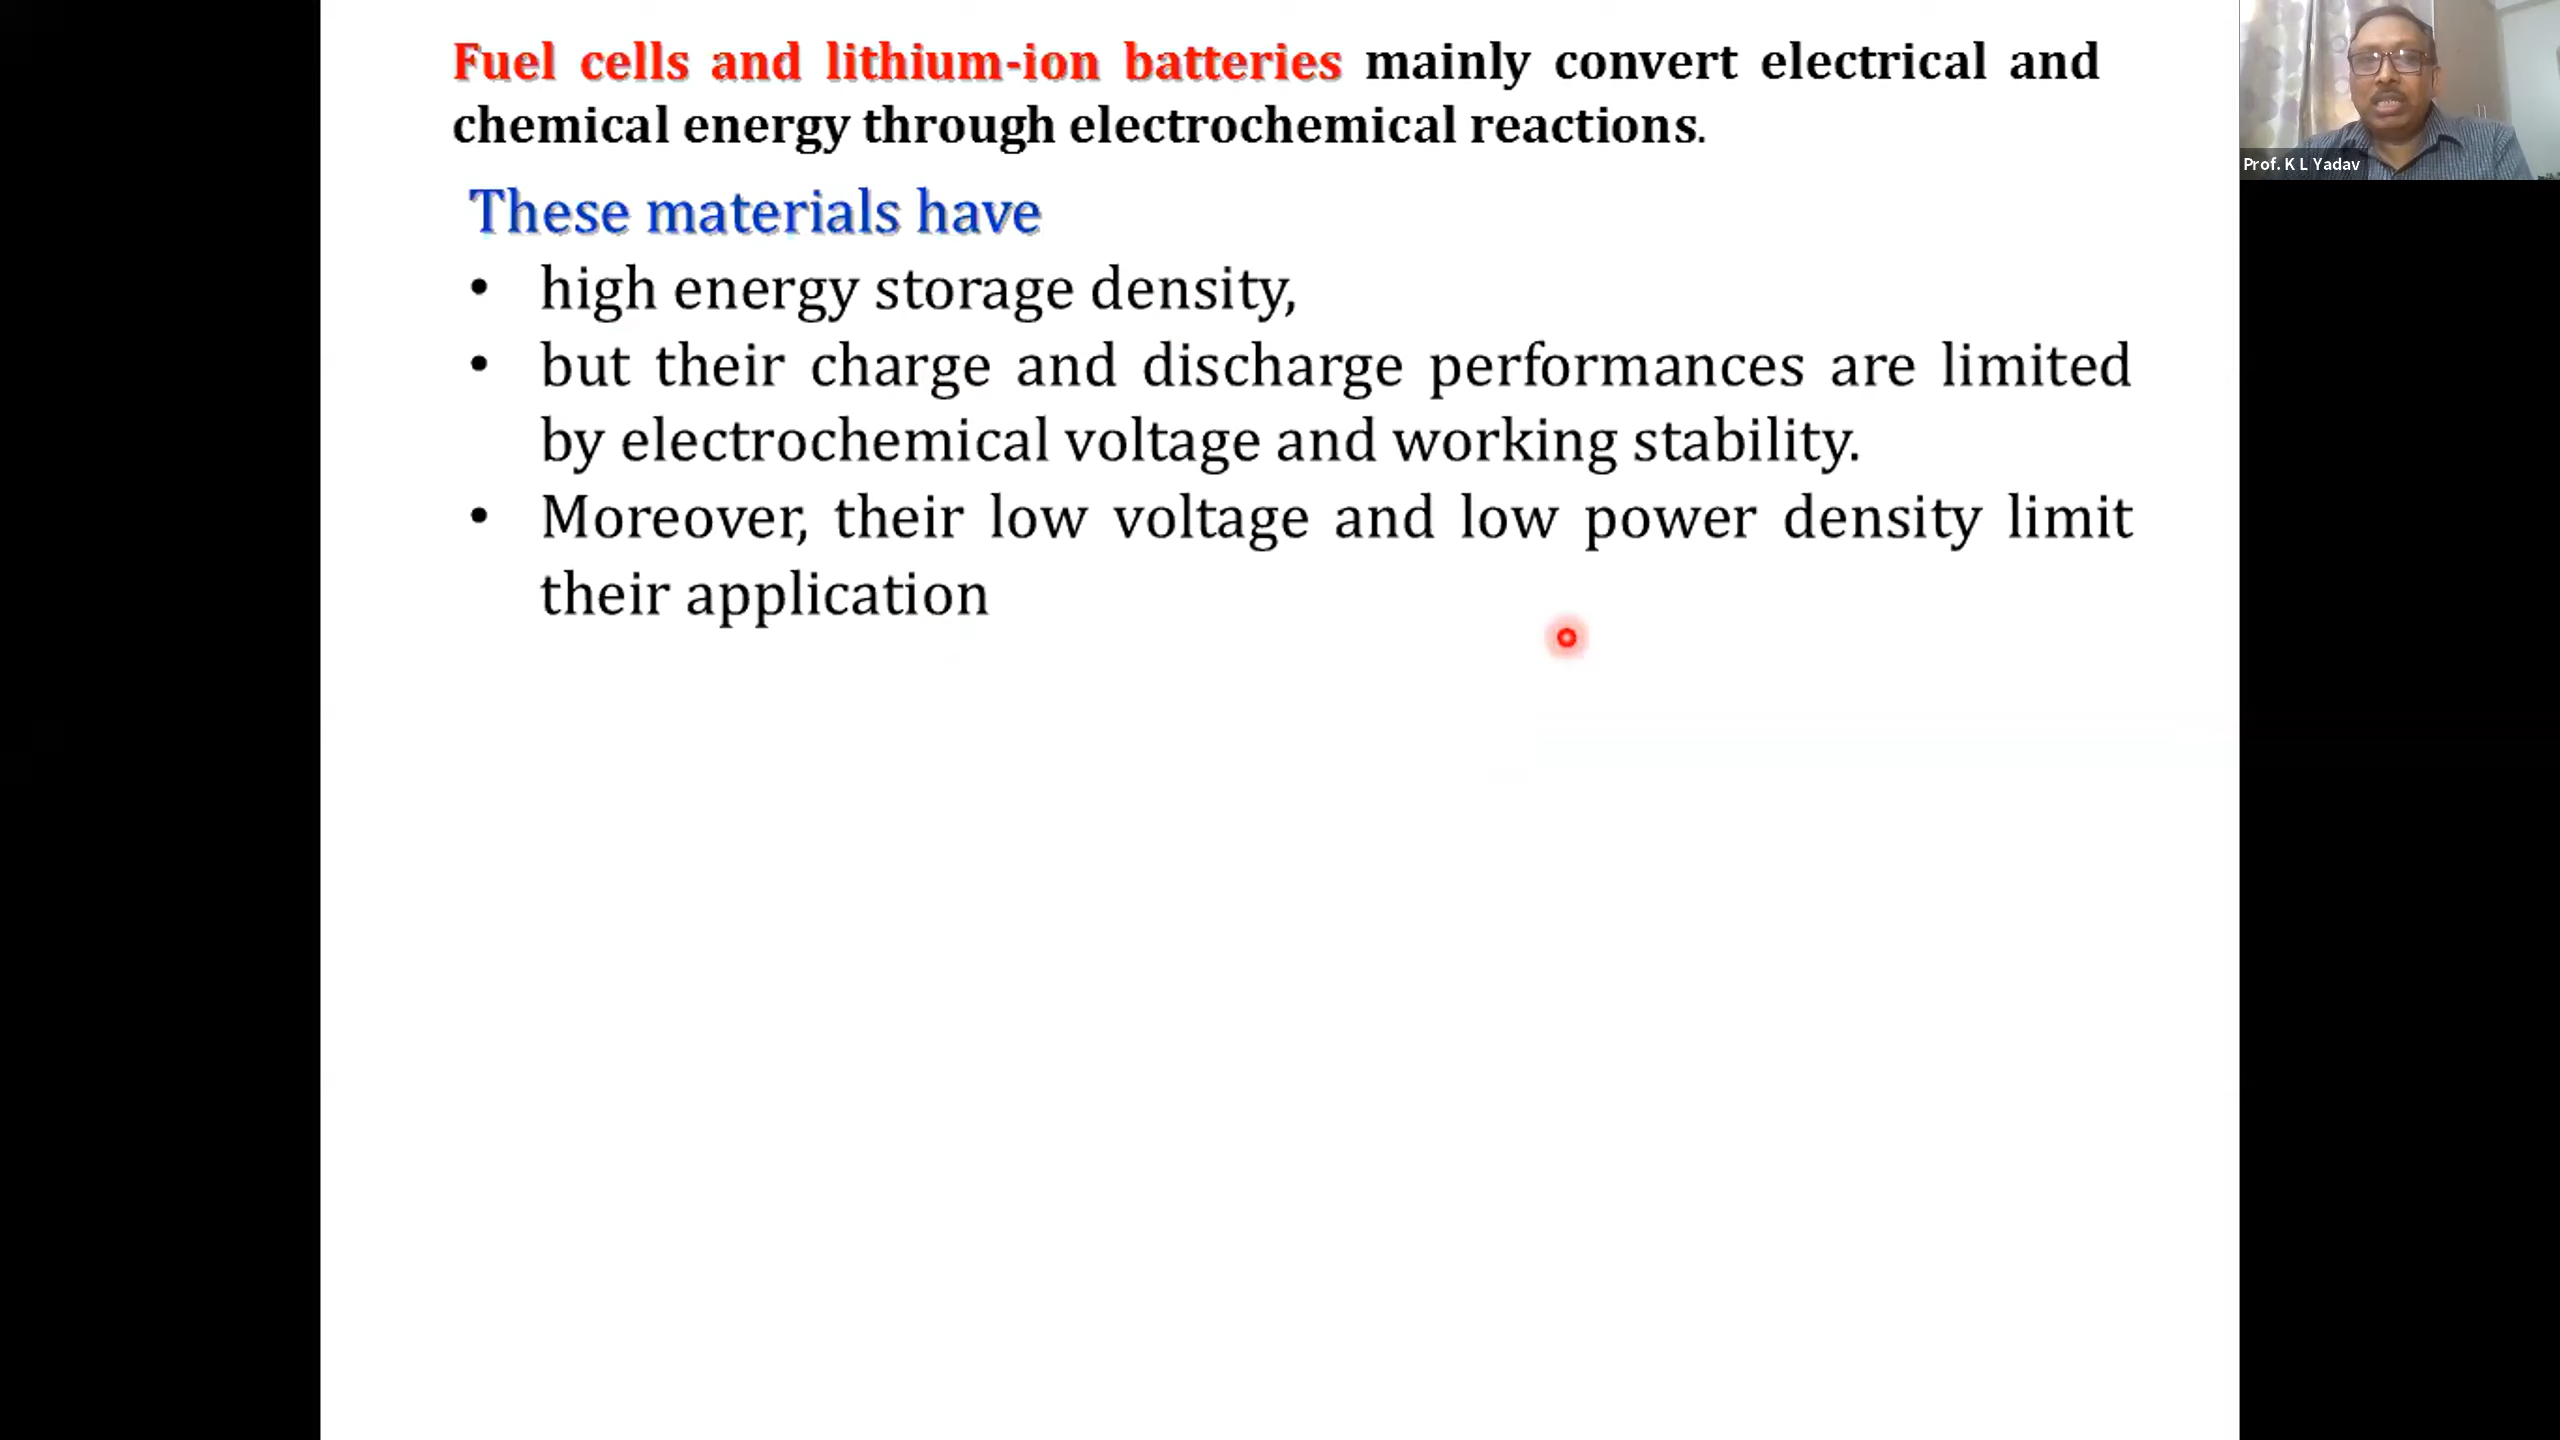 Fuel cells and lithium-ion batteries mainly convert electrical and
chemical energy through electrochemical reactions.
These materials have
• high energy storage density,
• but their charge and discharge performances are limited
by electrochemical voltage and working stability.
• Moreover, their low voltage and low power density limit
their application
Prof. K L Yadav